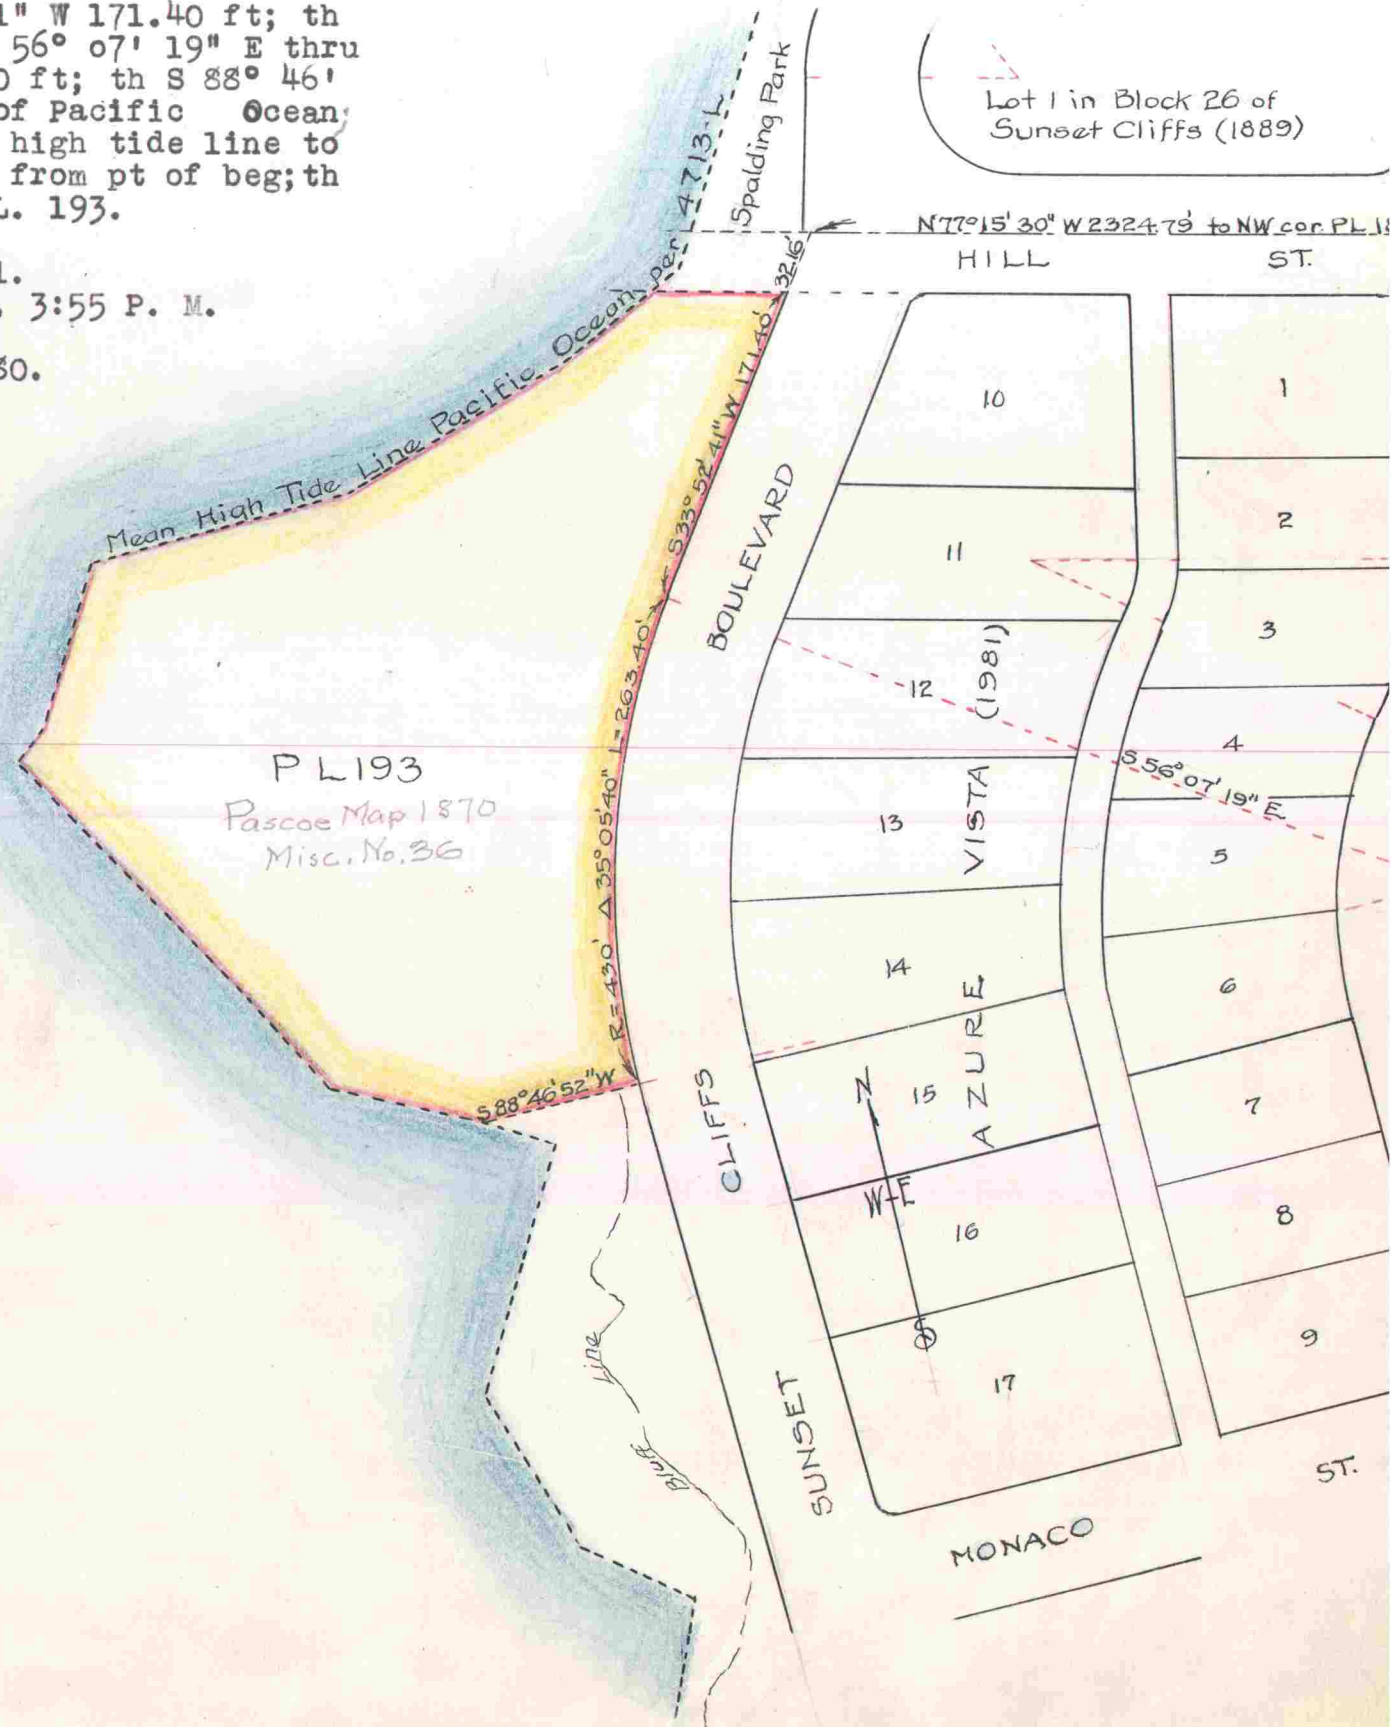 1" W 171.40 ft; th
56° 07' 19" E thru
0 ft; th S 88° 46'
of Pacific Ocean;
high tide line to
from pt of beg; th
L. 193.
1.
3:55 P. M.
30.
Spalding Park
Lot 1 in Block 26 of
Sunset Cliffs (1889)
N77°15'30" W 2324.79' to NW cor. PL 1
HILL ST.
32.16'
Mean High Tide Line Pacific Ocean per 4713-L
S33°52'41"W 171.40'
R=430' Δ 35°05'40" L=263.40'
S88°46'52"W
PL193
Pascoe Map 1870
Misc. No. 36
SUNSET CLIFFS BOULEVARD
AZURE VISTA (1981)
10
11
12
13
14
15
16
17
1
2
3
4
S 56° 07' 19" E
5
6
7
8
9
N
W-E
S
Bluff Line
MONACO ST.